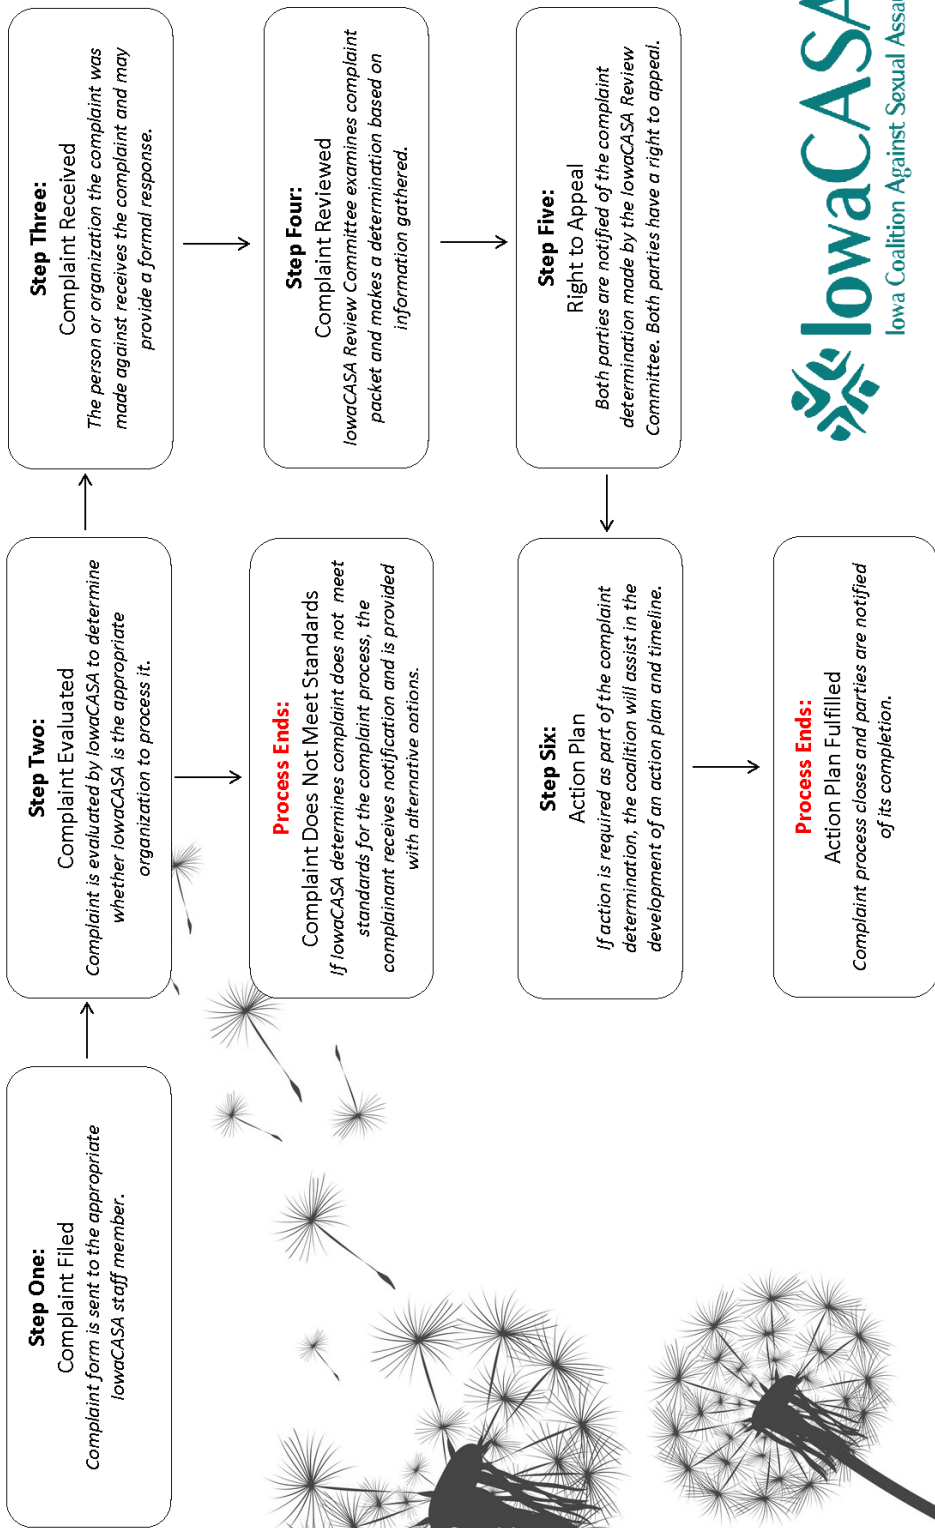 Step One:
Complaint Filed
Complaint form is sent to the appropriate
IowaCASA staff member.
Step Two:
Complaint Evaluated
Complaint is evaluated by IowaCASA to determine
whether IowaCASA is the appropriate
organization to process it.
Step Three:
Complaint Received
The person or organization the complaint was
made against receives the complaint and may
provide a formal response.
Process Ends:
Complaint Does Not Meet Standards
If IowaCASA determines complaint does not meet
standards for the complaint process, the
complainant receives notification and is provided
with alternative options.
Step Four:
Complaint Reviewed
IowaCASA Review Committee examines complaint
packet and makes a determination based on
information gathered.
Step Five:
Right to Appeal
Both parties are notified of the complaint
determination made by the IowaCASA Review
Committee. Both parties have a right to appeal.
Step Six:
Action Plan
If action is required as part of the complaint
determination, the coalition will assist in the
development of an action plan and timeline.
Process Ends:
Action Plan Fulfilled
Complaint process closes and parties are notified
of its completion.
IowaCASA
Iowa Coalition Against Sexual